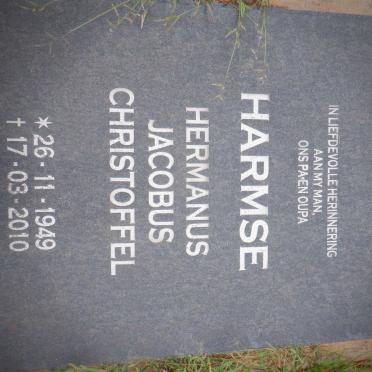 IN LIEFDEVOLLE HERINNERING
AAN MY MAN,
ONS PA EN OUPA
HARMSE
HERMANUS
JACOBUS
CHRISTOFFEL
* 26 · 11 · 1949
† 17 · 03 · 2010